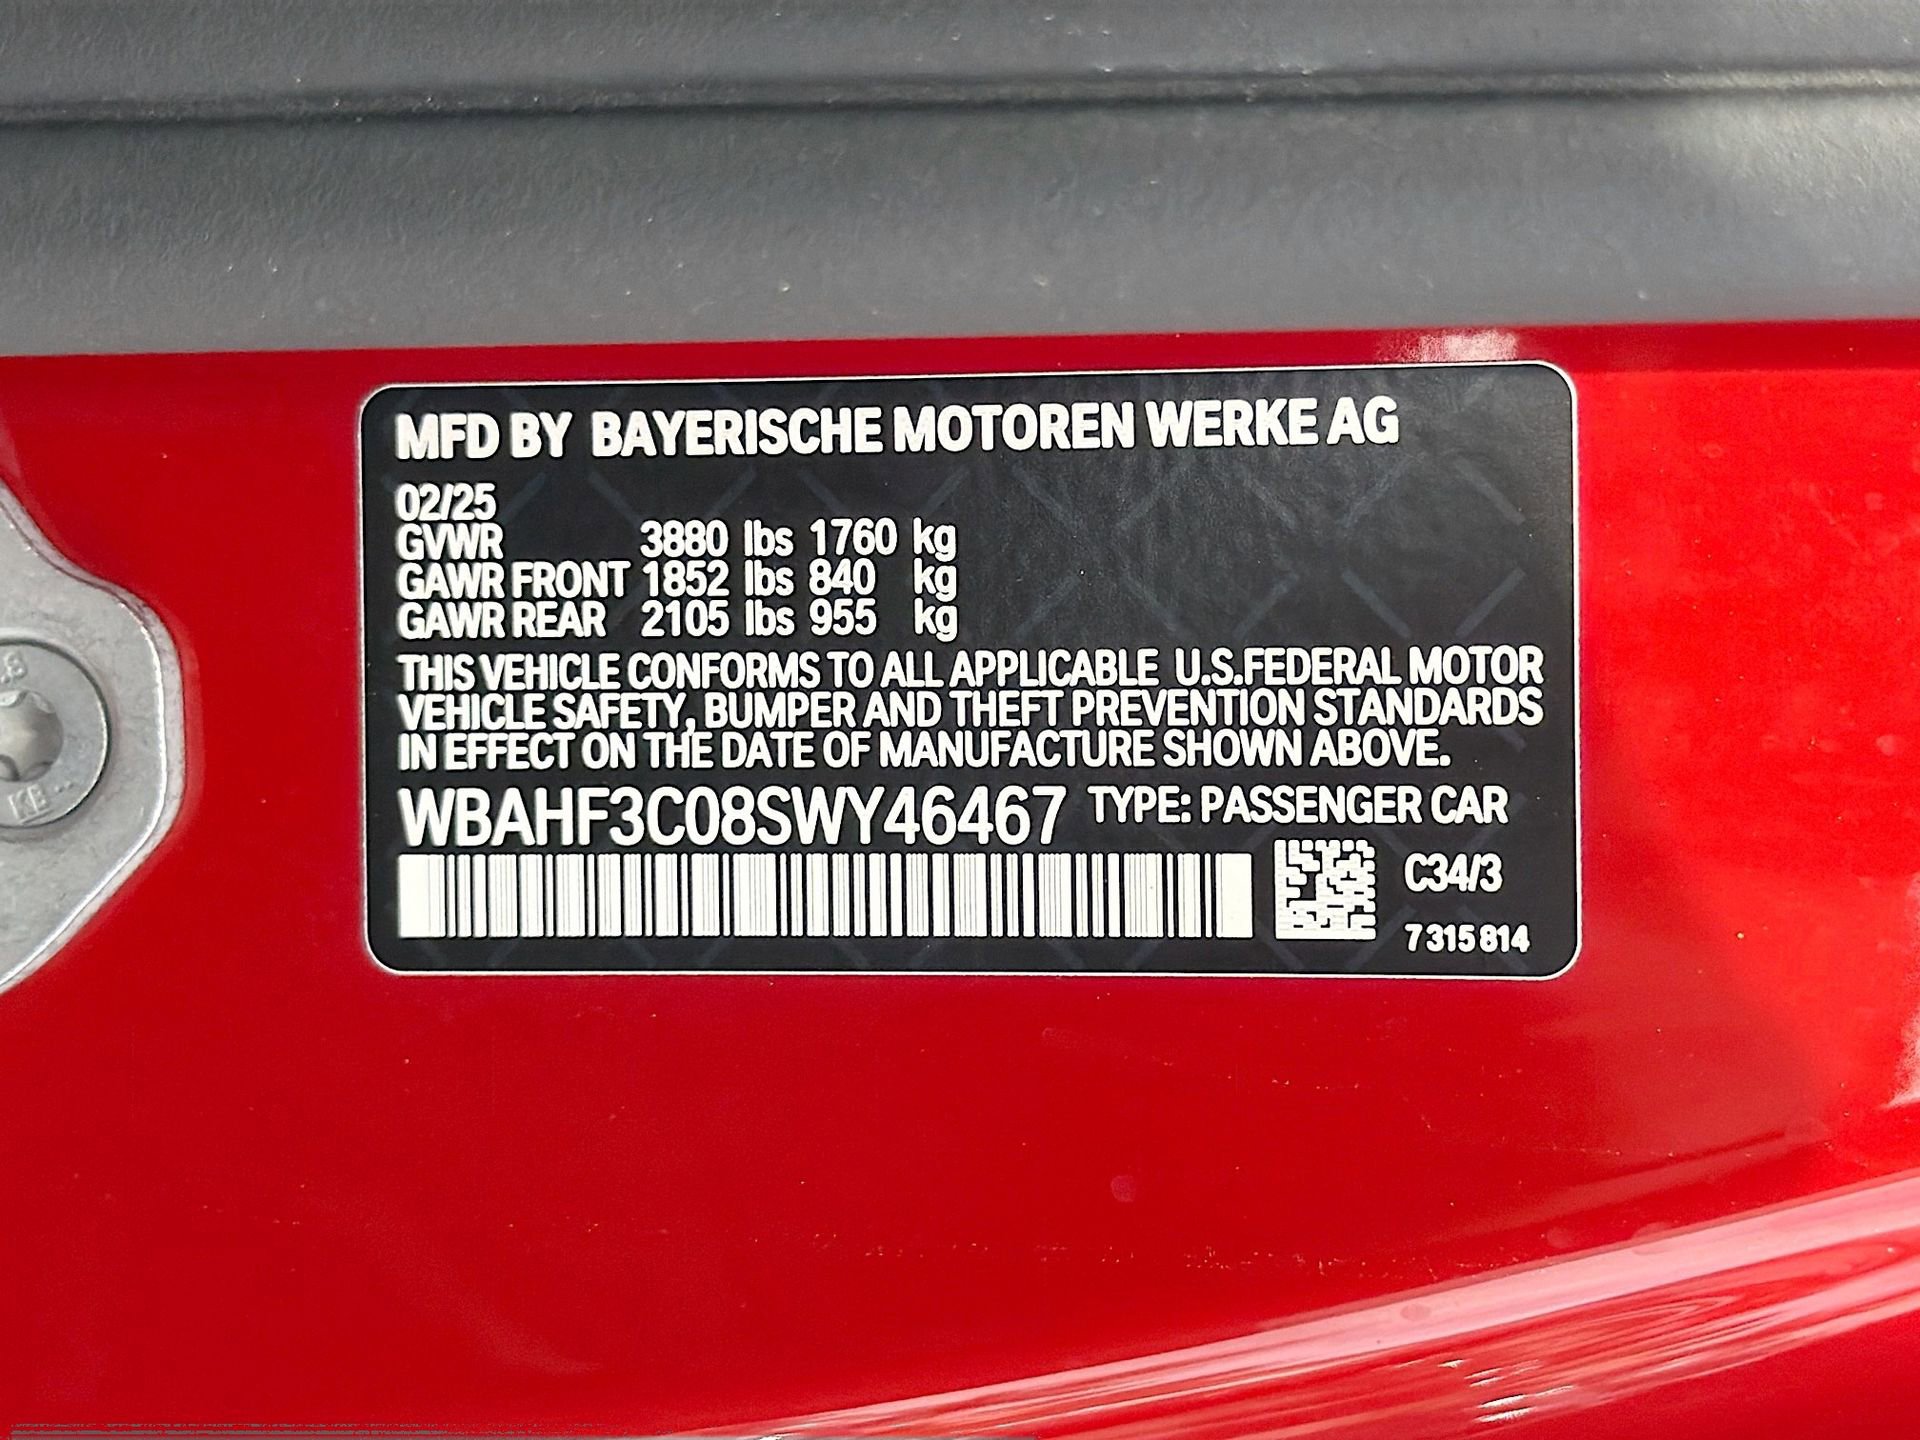 MFD BY BAYERISCHE MOTOREN WERKE AG
02/25
GVWR 3880 lbs 1760 kg
GAWR FRONT 1852 lbs 840 kg
GAWR REAR 2105 lbs 955 kg
THIS VEHICLE CONFORMS TO ALL APPLICABLE U.S.FEDERAL MOTOR
VEHICLE SAFETY, BUMPER AND THEFT PREVENTION STANDARDS
IN EFFECT ON THE DATE OF MANUFACTURE SHOWN ABOVE.
WBAHF3C08SWY46467 TYPE: PASSENGER CAR
C34/3
7 315 814
KB